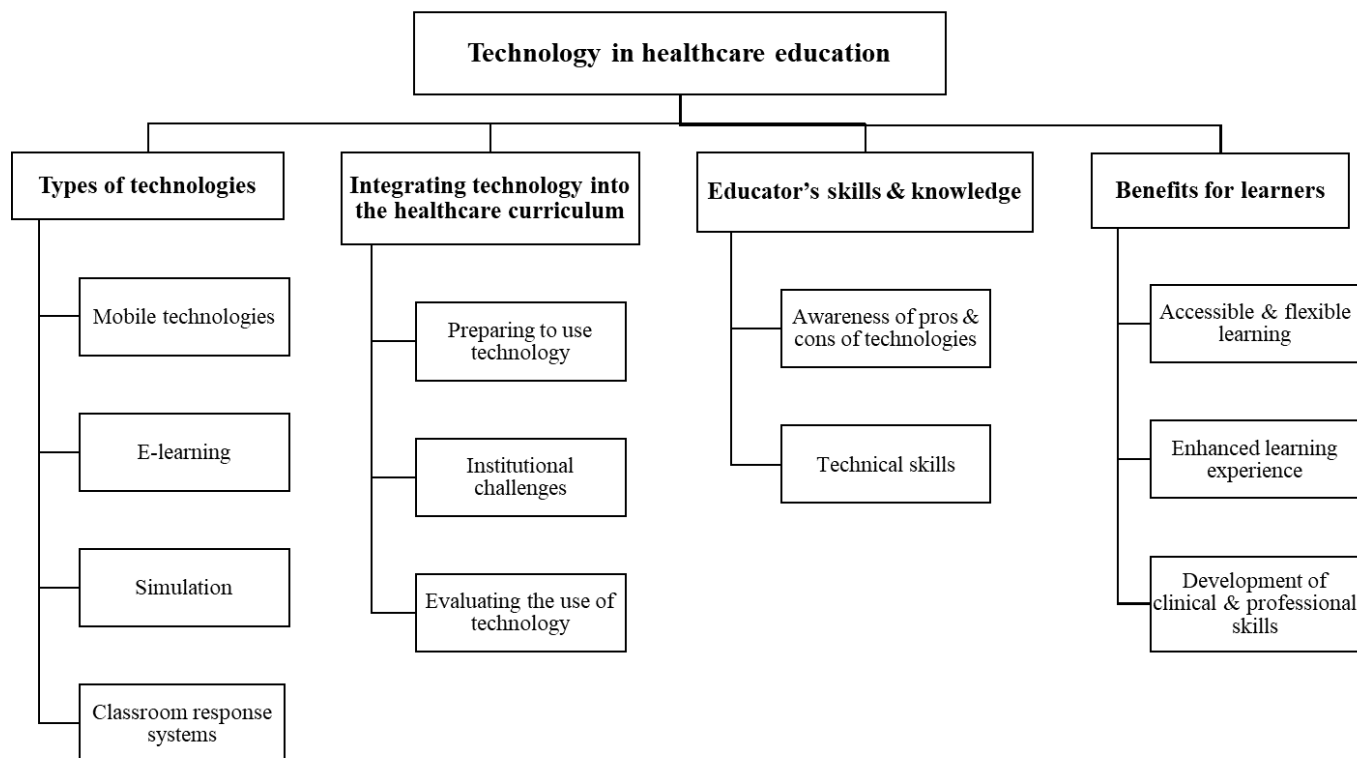 Technology in healthcare education
Types of technologies
Mobile technologies
E-learning
Simulation
Classroom response
systems
Integrating technology into
the healthcare curriculum
Preparing to use
technology
Institutional
challenges
Evaluating the use of
technology
Educator’s skills & knowledge
Awareness of pros &
cons of technologies
Technical skills
Benefits for learners
Accessible & flexible
learning
Enhanced learning
experience
Development of
clinical & professional
skills